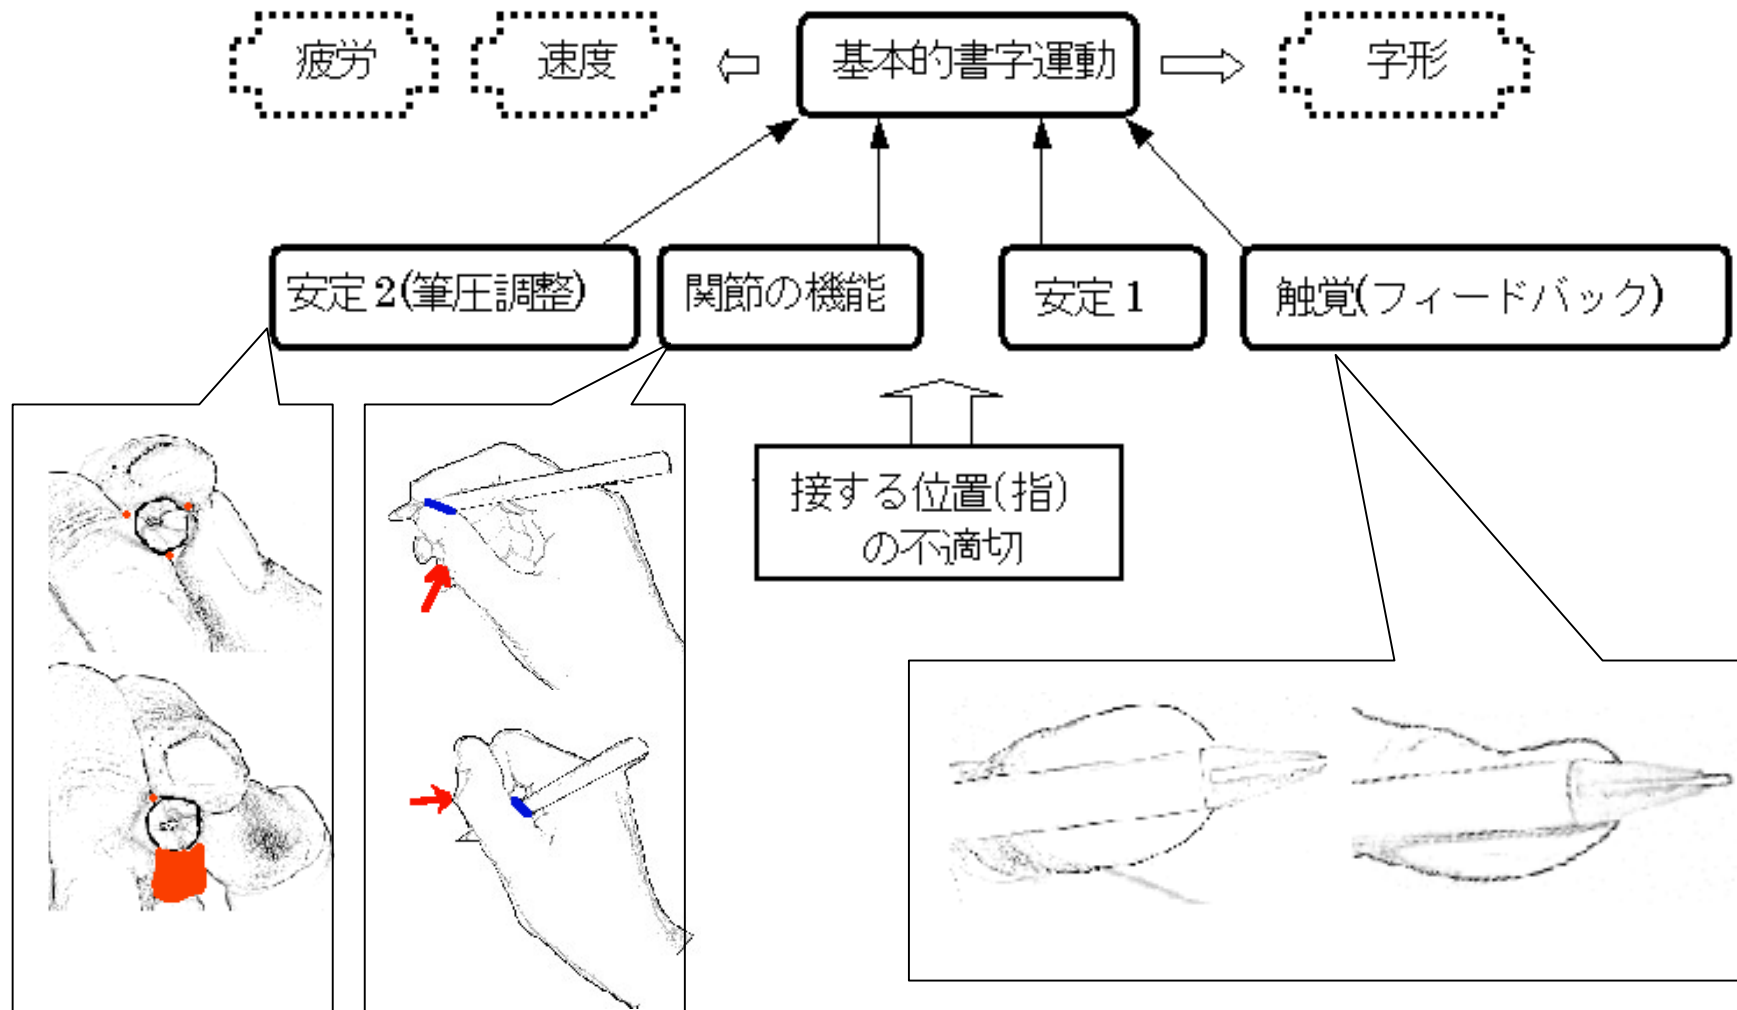 疲労
速度
基本的書字運動
字形
安定2(筆圧調整)
関節の機能
安定1
触覚(フィードバック)
接する位置(指)
の不適切